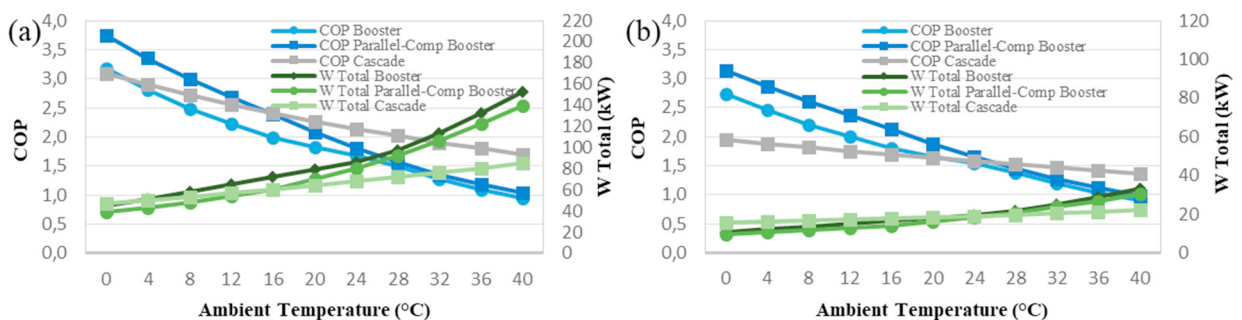 (a)
4,0
3,5
3,0
2,5
2,0
1,5
1,0
0,5
0,0
COP
COP Booster
COP Parallel-Comp Booster
COP Cascade
W Total Booster
W Total Parallel-Comp Booster
W Total Cascade
220
200
180
160
140
120
100
80
60
40
20
0
W Total (kW)
0 4 8 12 16 20 24 28 32 36 40
Ambient Temperature (°C)
(b)
4,0
3,5
3,0
2,5
2,0
1,5
1,0
0,5
0,0
COP
COP Booster
COP Parallel-Comp Booster
COP Cascade
W Total Booster
W Total Parallel-Comp Booster
W Total Cascade
120
100
80
60
40
20
0
W Total (kW)
0 4 8 12 16 20 24 28 32 36 40
Ambient Temperature (°C)